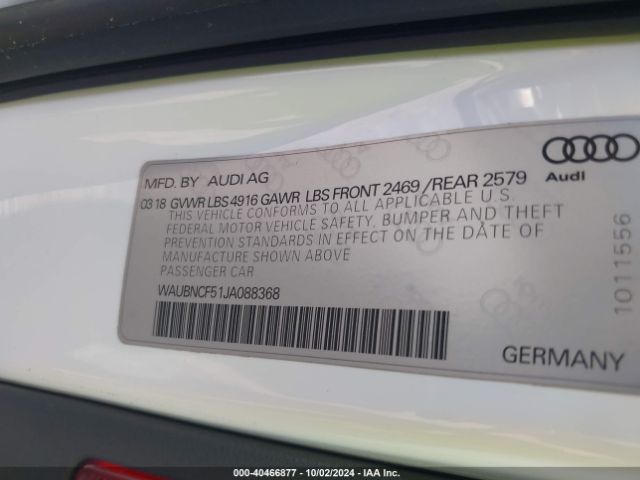 MFD. BY AUDI AG
03 18 GVWR LBS 4916 GAWR LBS FRONT 2469 /REAR 2579
THIS VEHICLE CONFORMS TO ALL APPLICABLE U.S.
FEDERAL MOTOR VEHICLE SAFETY, BUMPER AND THEFT
PREVENTION STANDARDS IN EFFECT ON THE DATE OF
MANUFACTURE SHOWN ABOVE
PASSENGER CAR
WAUBNCF51JA088368
Audi
1011556
GERMANY
000-40466877 - 10/02/2024 - IAA Inc.